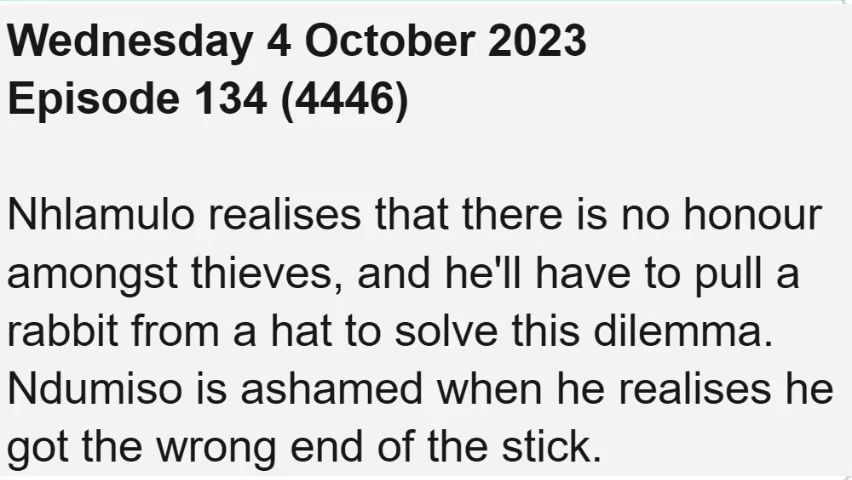 Wednesday 4 October 2023
Episode 134 (4446)
Nhlamulo realises that there is no honour
amongst thieves, and he'll have to pull a
rabbit from a hat to solve this dilemma.
Ndumiso is ashamed when he realises he
got the wrong end of the stick.